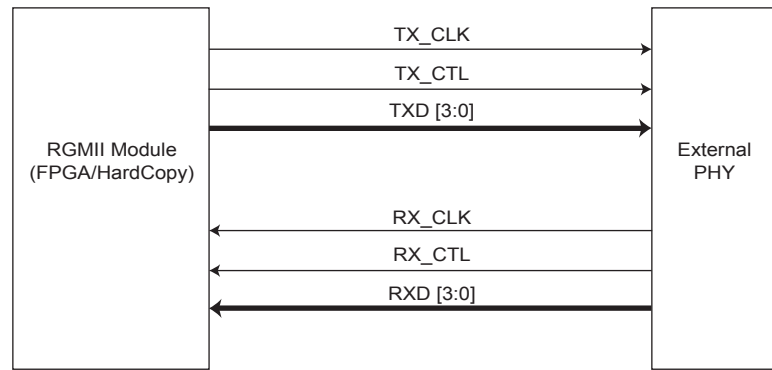 TX_CLK
TX_CTL
TXD [3:0]
RGMII Module
(FPGA/HardCopy)
External
PHY
RX_CLK
RX_CTL
RXD [3:0]